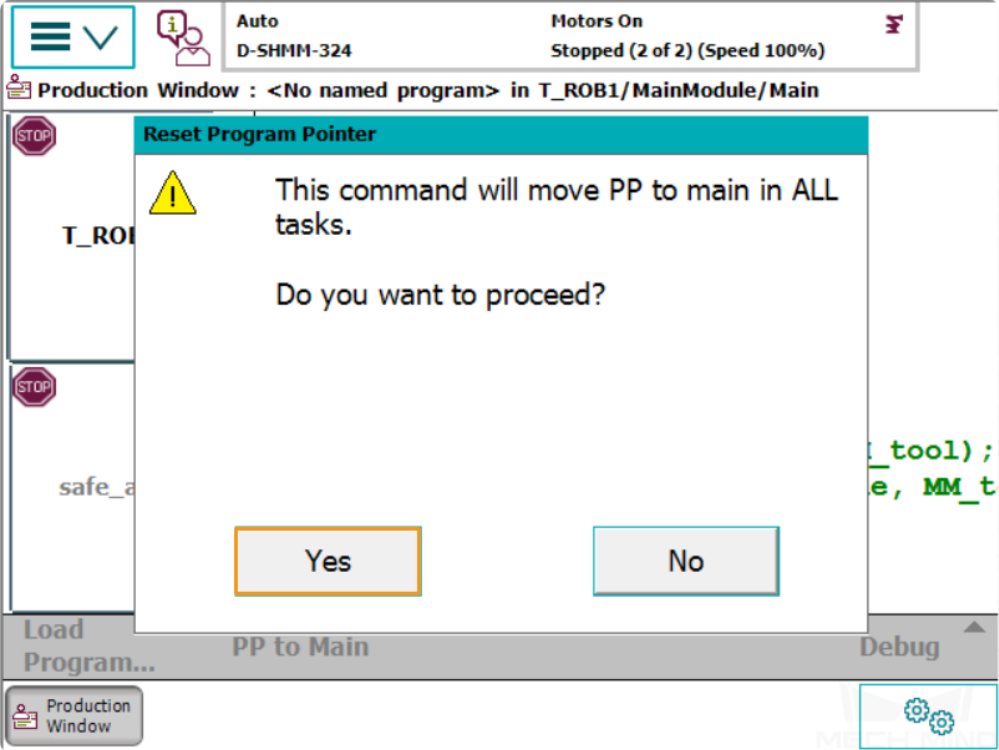 Auto
D-SHMM-324
Motors On
Stopped (2 of 2) (Speed 100%)
Production Window : <No named program> in T_ROB1/MainModule/Main
STOP
Reset Program Pointer
This command will move PP to main in ALL
tasks.
Do you want to proceed?
T_ROB
STOP
safe_a
_tool);
e, MM_t
Yes
No
Load
Program...
PP to Main
Debug
Production
Window
MECH MIND